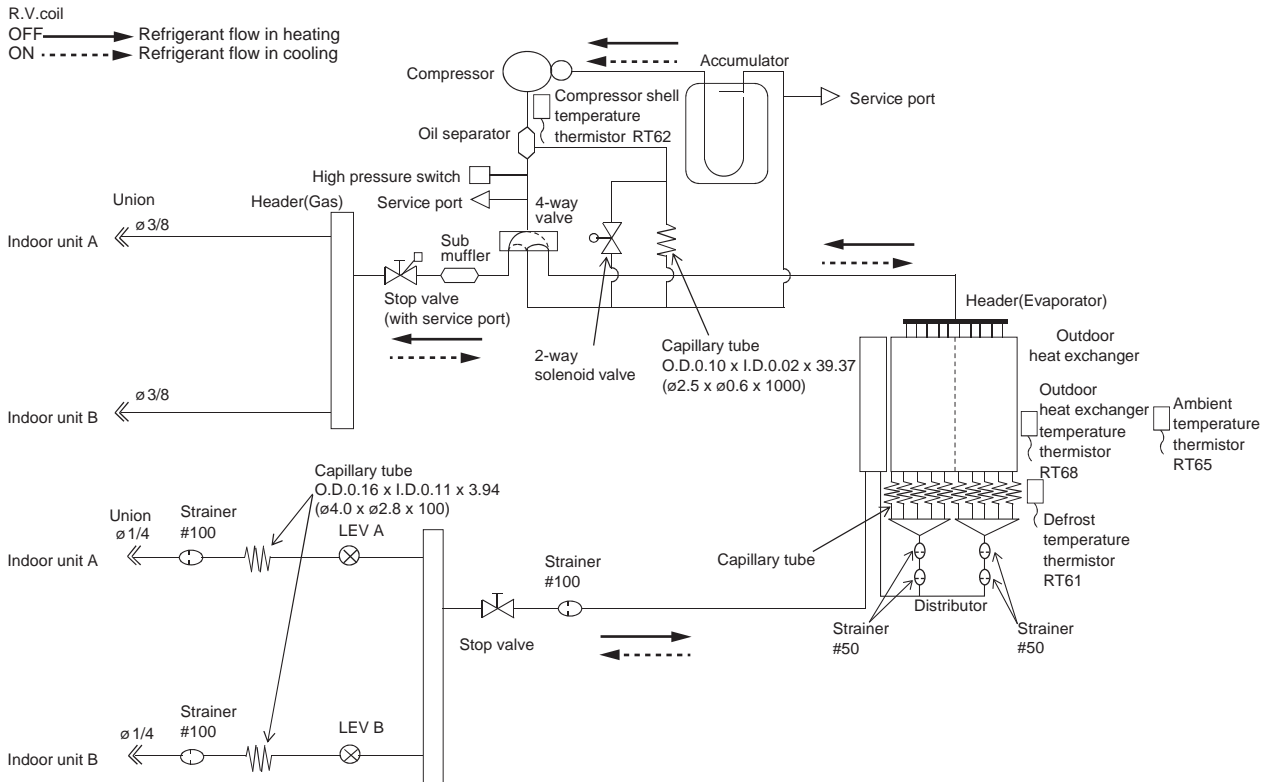 R.V.coil
OFF Refrigerant flow in heating
ON Refrigerant flow in cooling
Compressor
Accumulator
Service port
Compressor shell
temperature
thermistor RT62
Oil separator
High pressure switch
Service port
4-way
valve
Union
ø 3/8
Header(Gas)
Indoor unit A
Sub
muffler
Stop valve
(with service port)
2-way
solenoid valve
Capillary tube
O.D.0.10 x I.D.0.02 x 39.37
(ø2.5 x ø0.6 x 1000)
Header(Evaporator)
Outdoor
heat exchanger
Outdoor
heat exchanger
temperature
thermistor
RT68
Ambient
temperature
thermistor
RT65
ø 3/8
Indoor unit B
Capillary tube
O.D.0.16 x I.D.0.11 x 3.94
(ø4.0 x ø2.8 x 100)
Union
ø 1/4
Strainer
#100
LEV A
Indoor unit A
Defrost
temperature
thermistor
RT61
Capillary tube
Strainer
#100
Distributor
Stop valve
Strainer
#50
Strainer
#50
ø 1/4
Strainer
#100
LEV B
Indoor unit B